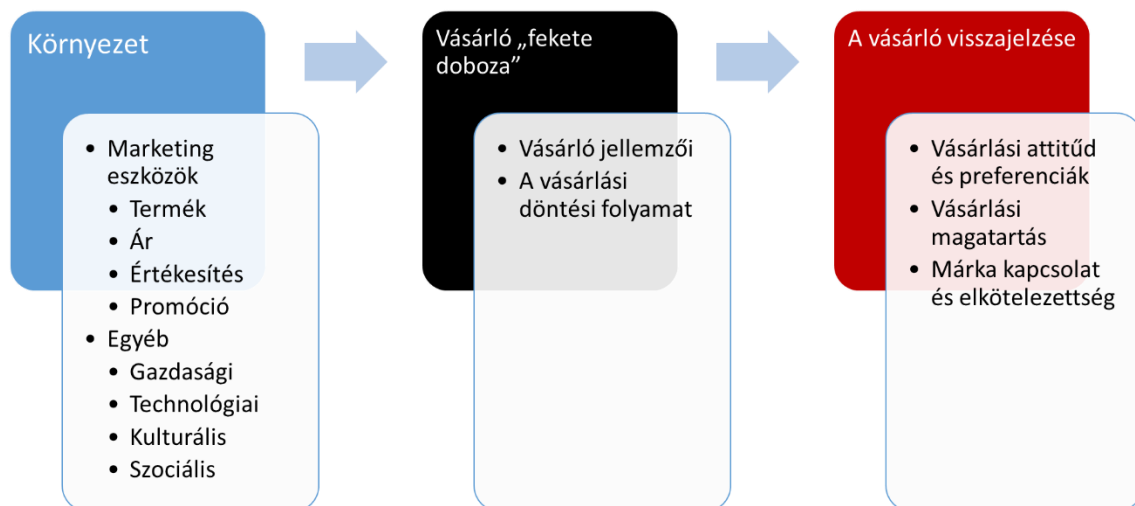 Környezet
• Marketing
eszközök
• Termék
• Ár
• Értékesítés
• Promóció
• Egyéb
• Gazdasági
• Technológiai
• Kulturális
• Szociális
Vásárló „fekete
doboza”
• Vásárló jellemzői
• A vásárlási
döntési folyamat
A vásárló visszajelzése
• Vásárlási attitűd
és preferenciák
• Vásárlási
magatartás
• Márka kapcsolat
és elkötelezettség